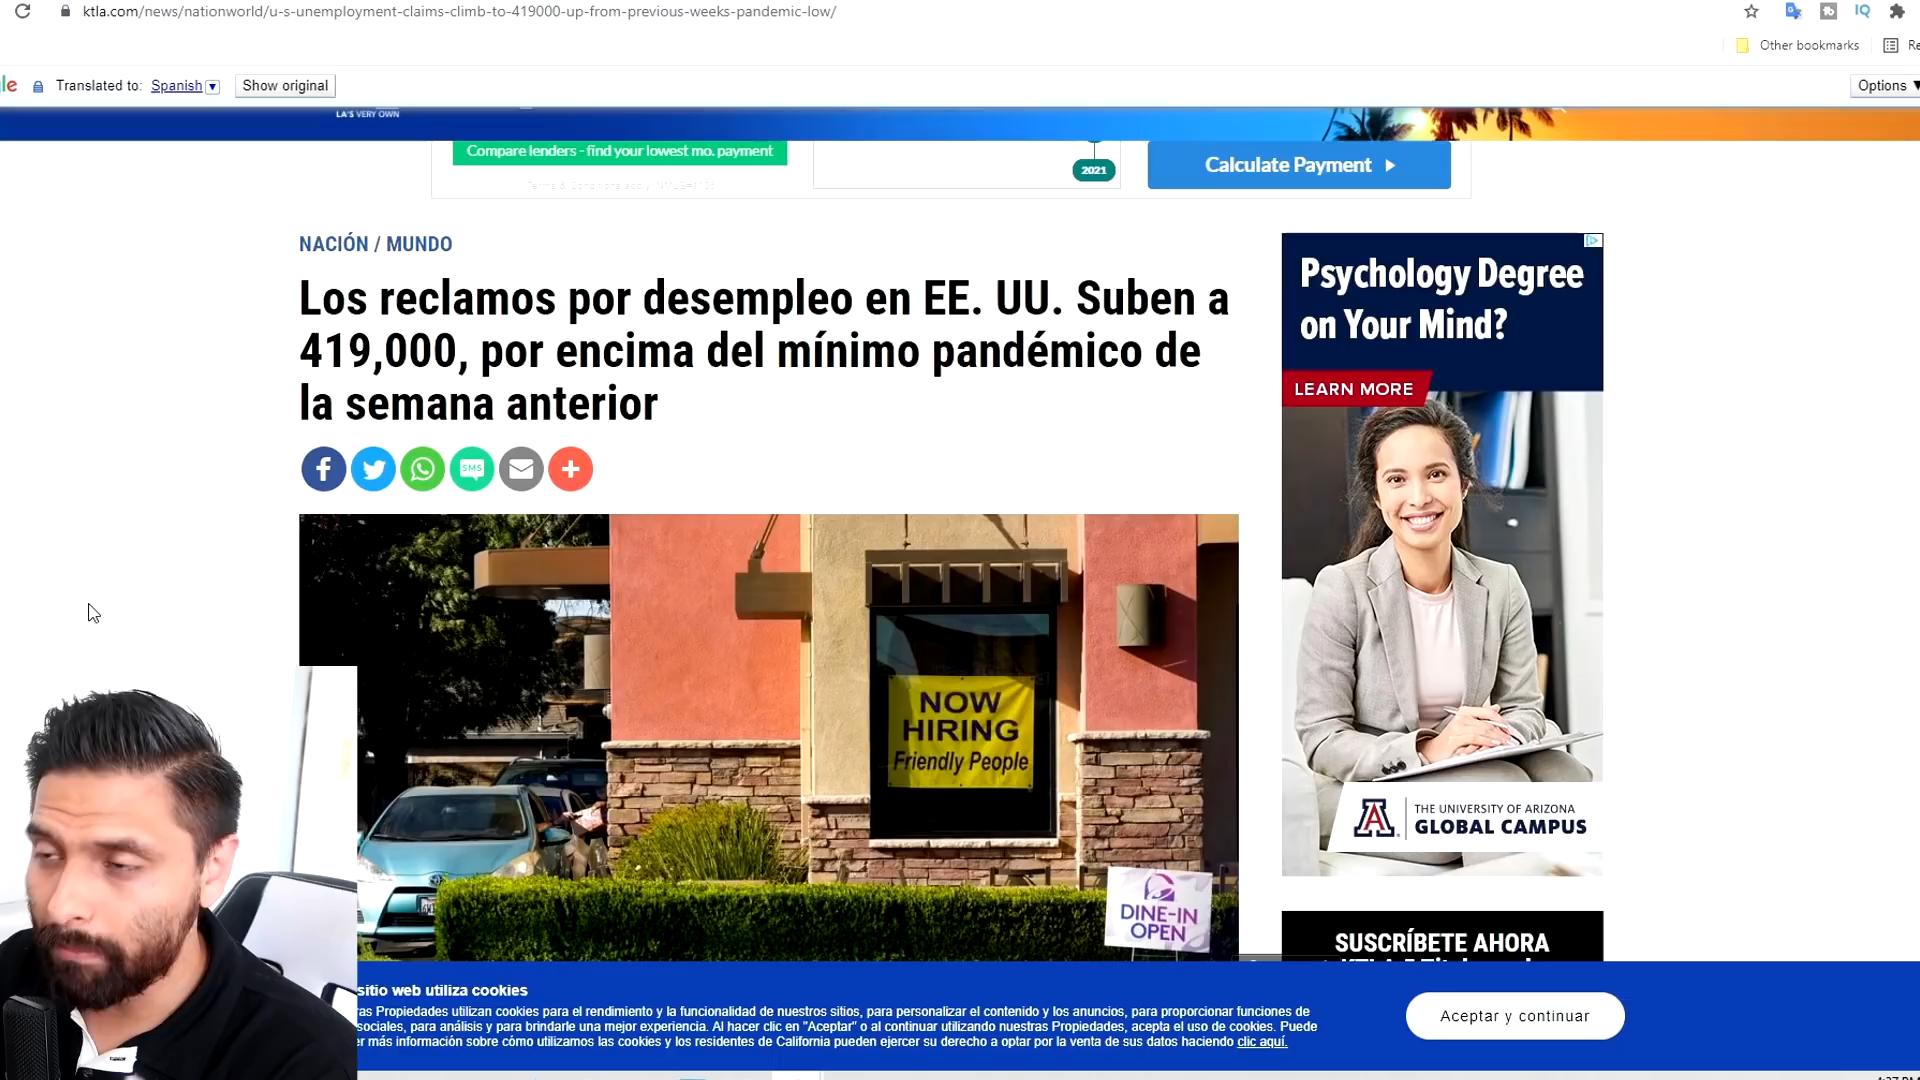 ktla.com/news/nationworld/u-s-unemployment-claims-climb-to-419000-up-from-previous-weeks-pandemic-low/
IQ
Other bookmarks
Re
le
Translated to: Spanish
Show original
Options
LA'S VERY OWN
Compare lenders - find your lowest mo. payment
2021
Calculate Payment
NACIÓN / MUNDO
Los reclamos por desempleo en EE. UU. Suben a
419,000, por encima del mínimo pandémico de
la semana anterior
SMS
Psychology Degree
on Your Mind?
LEARN MORE
THE UNIVERSITY OF ARIZONA
GLOBAL CAMPUS
NOW
HIRING
Friendly People
DINE-IN
OPEN
SUSCRÍBETE AHORA
sitio web utiliza cookies
as Propiedades utilizan cookies para el rendimiento y la funcionalidad de nuestros sitios, para personalizar el contenido y los anuncios, para proporcionar funciones de
sociales, para análisis y para brindarle una mejor experiencia. Al hacer clic en "Aceptar" o al continuar utilizando nuestras Propiedades, acepta el uso de cookies. Puede
r más información sobre cómo utilizamos las cookies y los residentes de California pueden ejercer su derecho a optar por la venta de sus datos haciendo clic aquí.
Aceptar y continuar